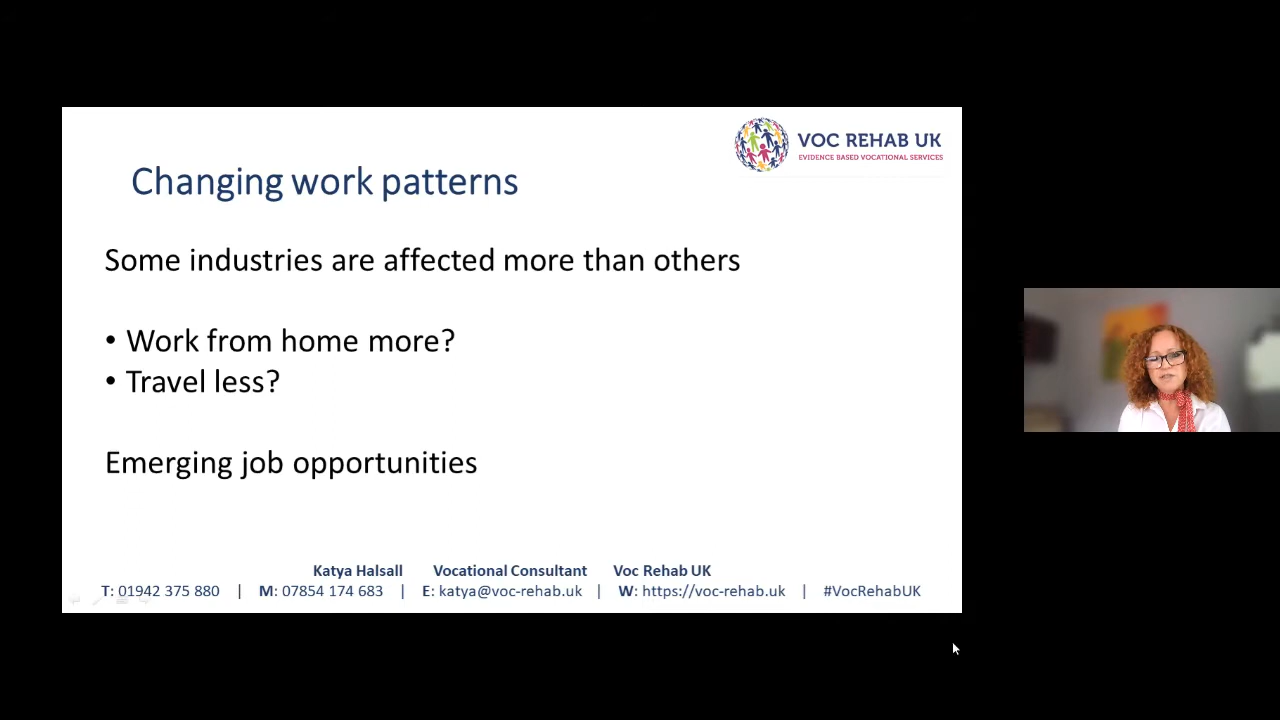 VOC REHAB UK
EVIDENCE BASED VOCATIONAL SERVICES
Changing work patterns
Some industries are affected more than others
• Work from home more?
• Travel less?
Emerging job opportunities
Katya Halsall Vocational Consultant Voc Rehab UK
T: 01942 375 880 | M: 07854 174 683 | E: katya@voc-rehab.uk | W: https://voc-rehab.uk | #VocRehabUK